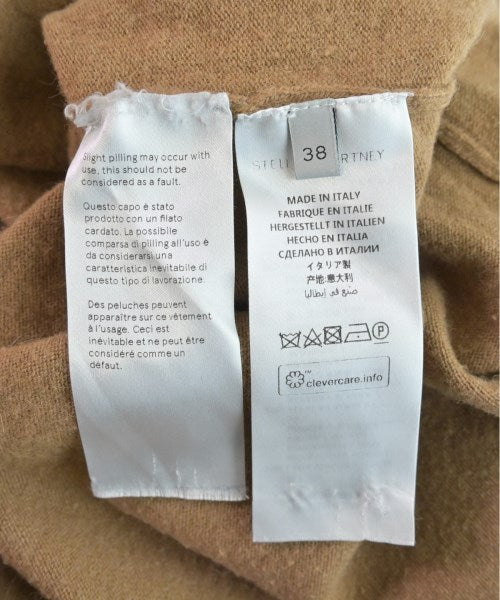 Slight pilling may occur with
use, this should not be
considered as a fault.
Questo capo è stato
prodotto con un filato
cardato. La possibile
comparsa di pilling all'uso è
da considerarsi una
caratteristica inevitabile di
questo tipo di lavorazione.
Des peluches peuvent
apparaître sur ce vêtement
à l'usage. Ceci est
inévitable et ne peut être
considéré comme un
défaut.
38
MADE IN ITALY
FABRIQUE EN ITALIE
HERGESTELLT IN ITALIEN
HECHO EN ITALIA
СДЕЛАНО В ИТАЛИИ
イタリア製
产地:意大利
صنع في إيطاليا
P
clevercare.info